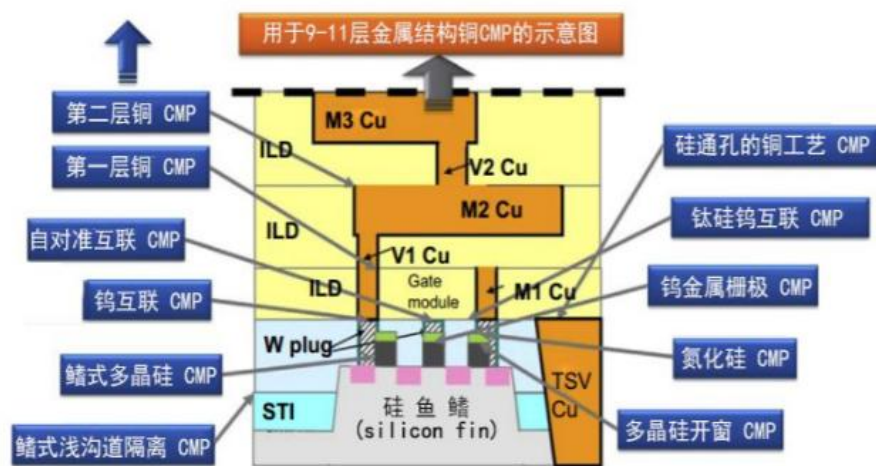 用于9-11层金属结构铜CMP的示意图
第二层铜 CMP
第一层铜 CMP
自对准互联 CMP
钨互联 CMP
鳍式多晶硅 CMP
鳍式浅沟道隔离 CMP
M3 Cu
ILD
V2 Cu
M2 Cu
ILD
V1 Cu
ILD
Gate
module
M1 Cu
W plug
STI
TSV
Cu
硅 鱼 鳍
(silicon fin)
硅通孔的铜工艺 CMP
钛硅钨互联 CMP
钨金属栅极 CMP
氮化硅 CMP
多晶硅开窗 CMP